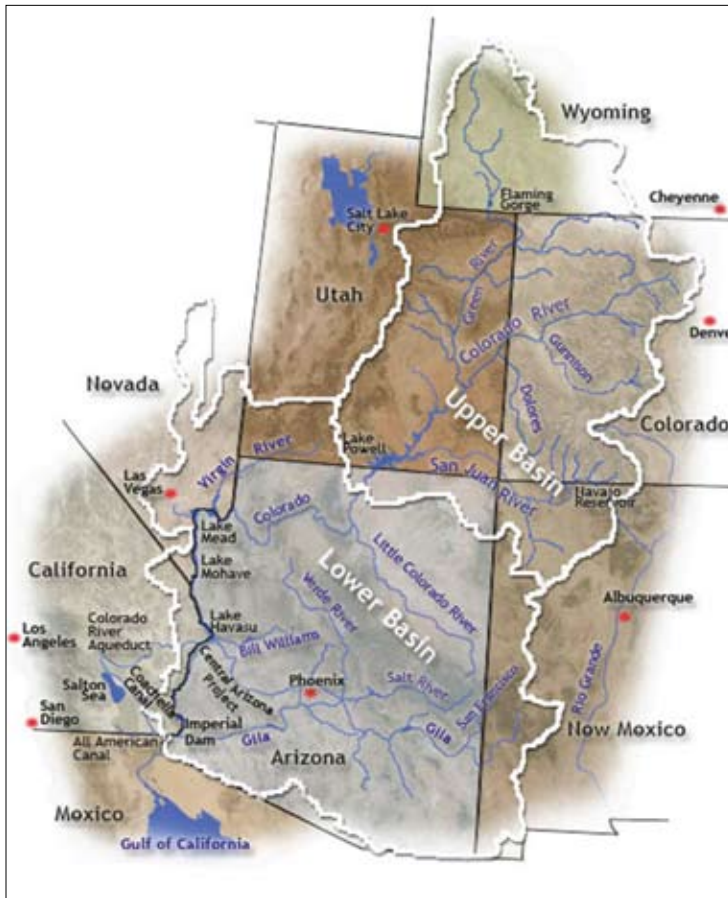 Wyoming
Flaming
Gorge
Cheyenne
Salt Lake
City
Utah
Green
River
Colorado River
Gunnison
Dolores
Upper Basin
Colorado
Nevada
Lake
Powell
Las
Vegas
Virgin River
San Juan River
Navajo
Reservoir
Lake
Mead
Colorado
Little Colorado River
Lake
Mohave
California
Verde River
Lower Basin
Albuquerque
Lake
Havasu
Colorado
River
Aqueduct
Los
Angeles
Bill Williams
Central Arizona
Project
Phoenix
Salt River
San Francisco
Rio Grande
Salton
Sea
Coachella
Canal
San
Diego
Imperial
Dam
Gila
Gila
New Mexico
All American
Canal
Arizona
Mexico
Gulf of California
Denve